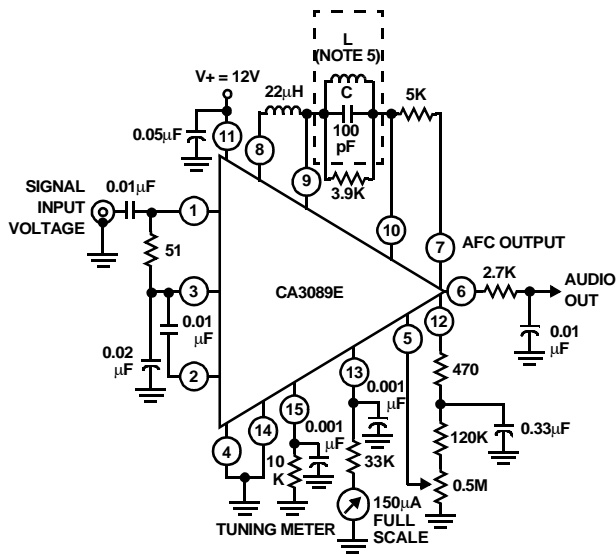 L
(NOTE 5)
V+ = 12V
22µH
C
5K
0.05µF
11
8
100
pF
9
3.9K
SIGNAL
INPUT
VOLTAGE
0.01µF
1
10
7
AFC OUTPUT
51
3
CA3089E
6
2.7K
AUDIO
OUT
12
0.01
µF
0.02
µF
2
5
0.01
µF
13
470
4
14
15
0.001
µF
0.001
µF
0.33µF
120K
10
K
33K
0.5M
TUNING METER
150µA
FULL
SCALE